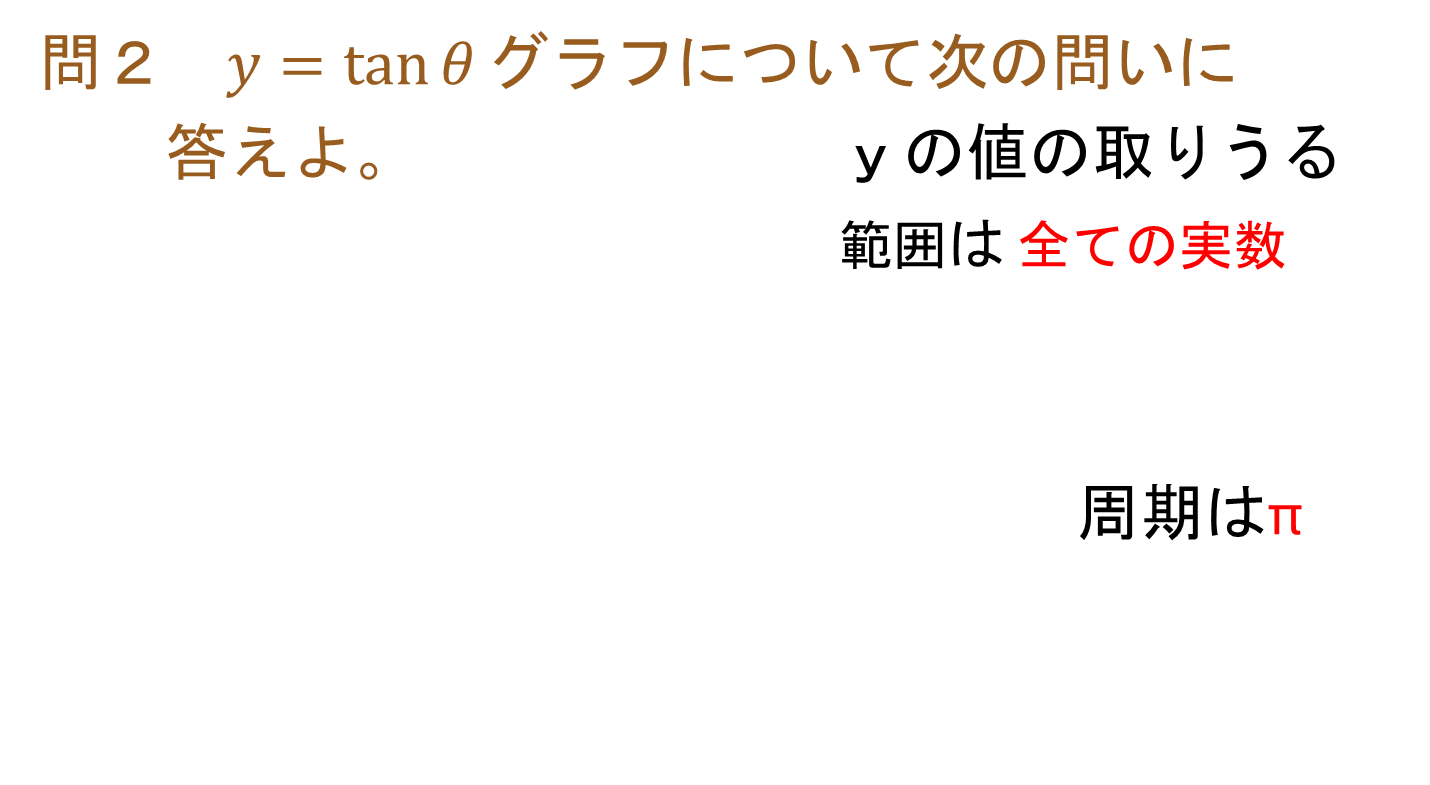 問２　y = tan θ グラフについて次の問いに
答えよ。
ｙの値の取りうる
範囲は 全ての実数
周期はπ